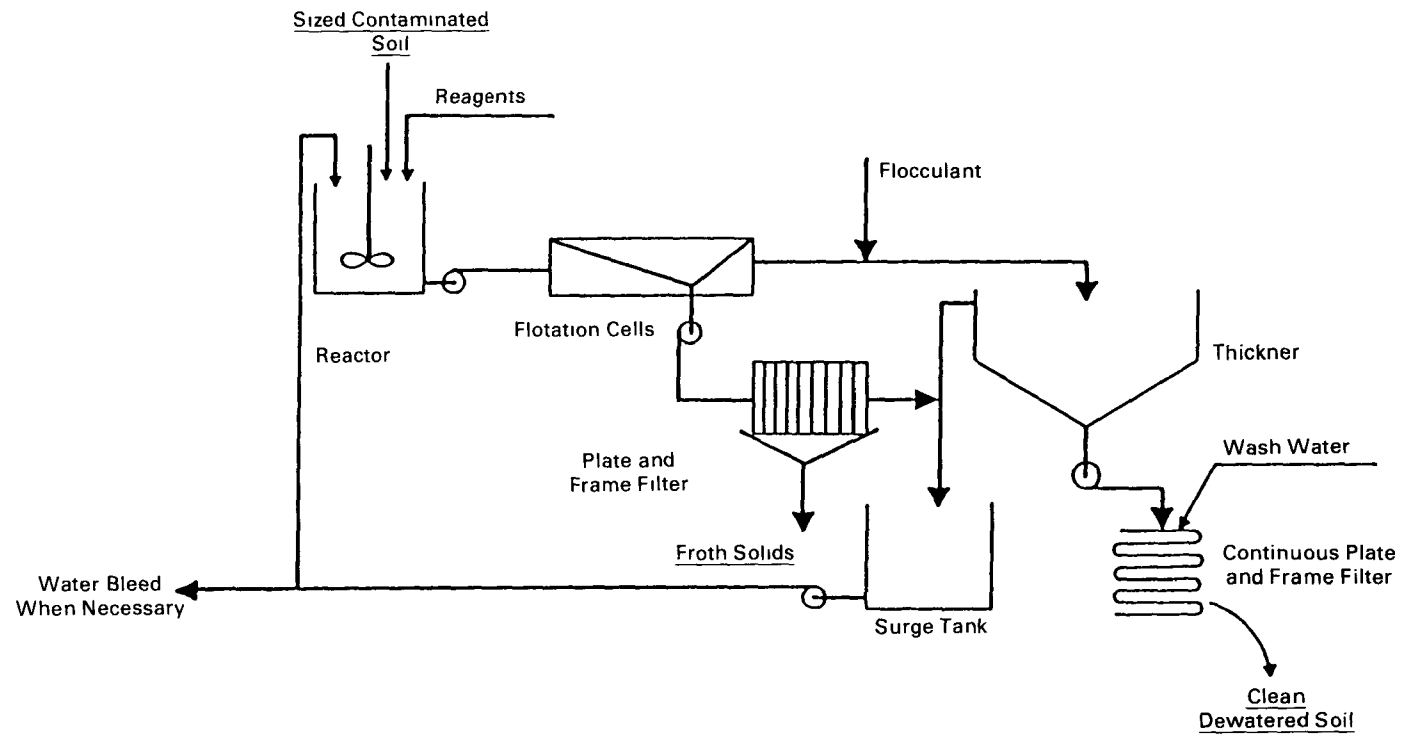 Sized Contaminated
Soil
Reagents
Flocculant
Flotation Cells
Reactor
Thickner
Wash Water
Plate and
Frame Filter
Froth Solids
Continuous Plate
and Frame Filter
Water Bleed
When Necessary
Surge Tank
Clean
Dewatered Soil